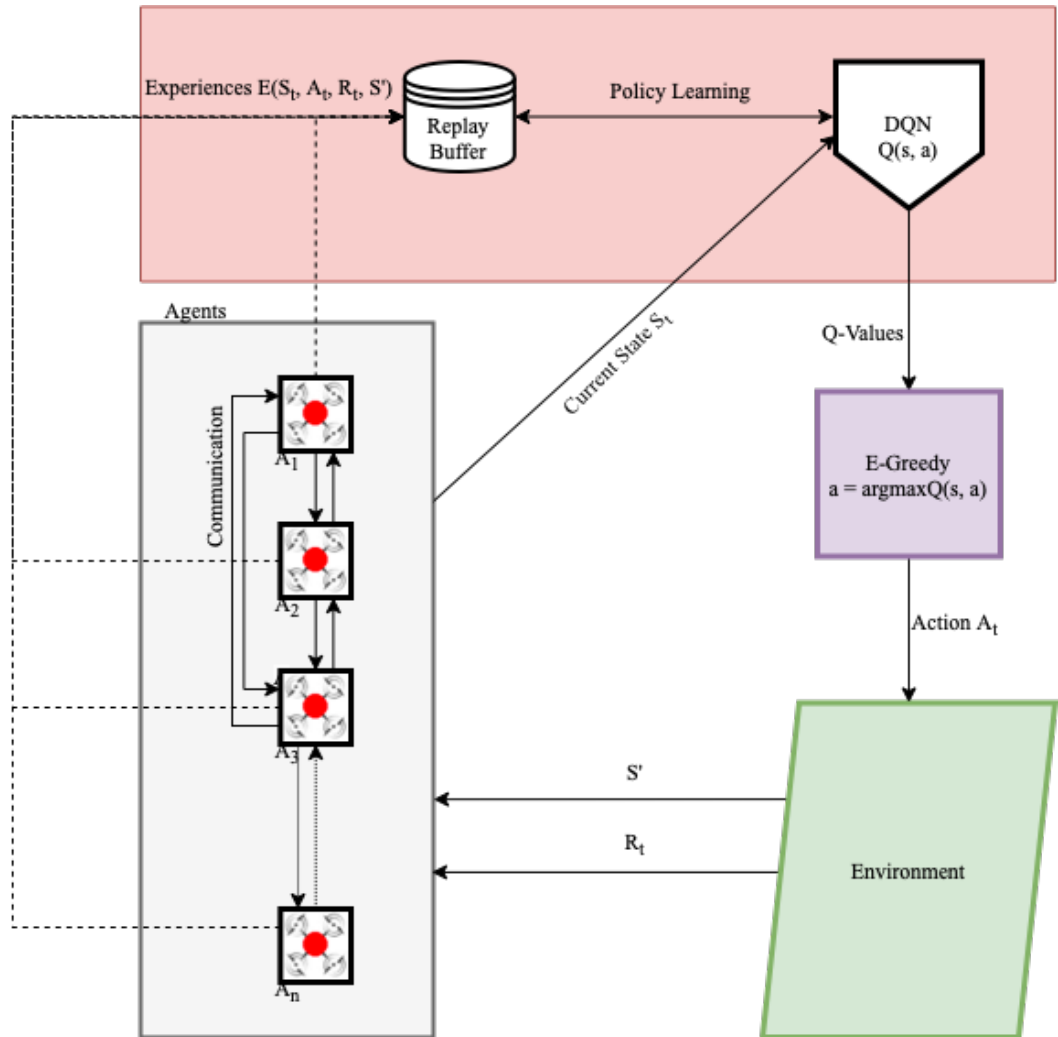 Experiences E(Sₜ, Aₜ, Rₜ, S')
Replay
Buffer
Policy Learning
DQN
Q(s, a)
Agents
Current State Sₜ
Q-Values
Communication
A₁
E-Greedy
a = argmaxQ(s, a)
A₂
Action Aₜ
A₃
S'
Rₜ
Environment
Aₙ